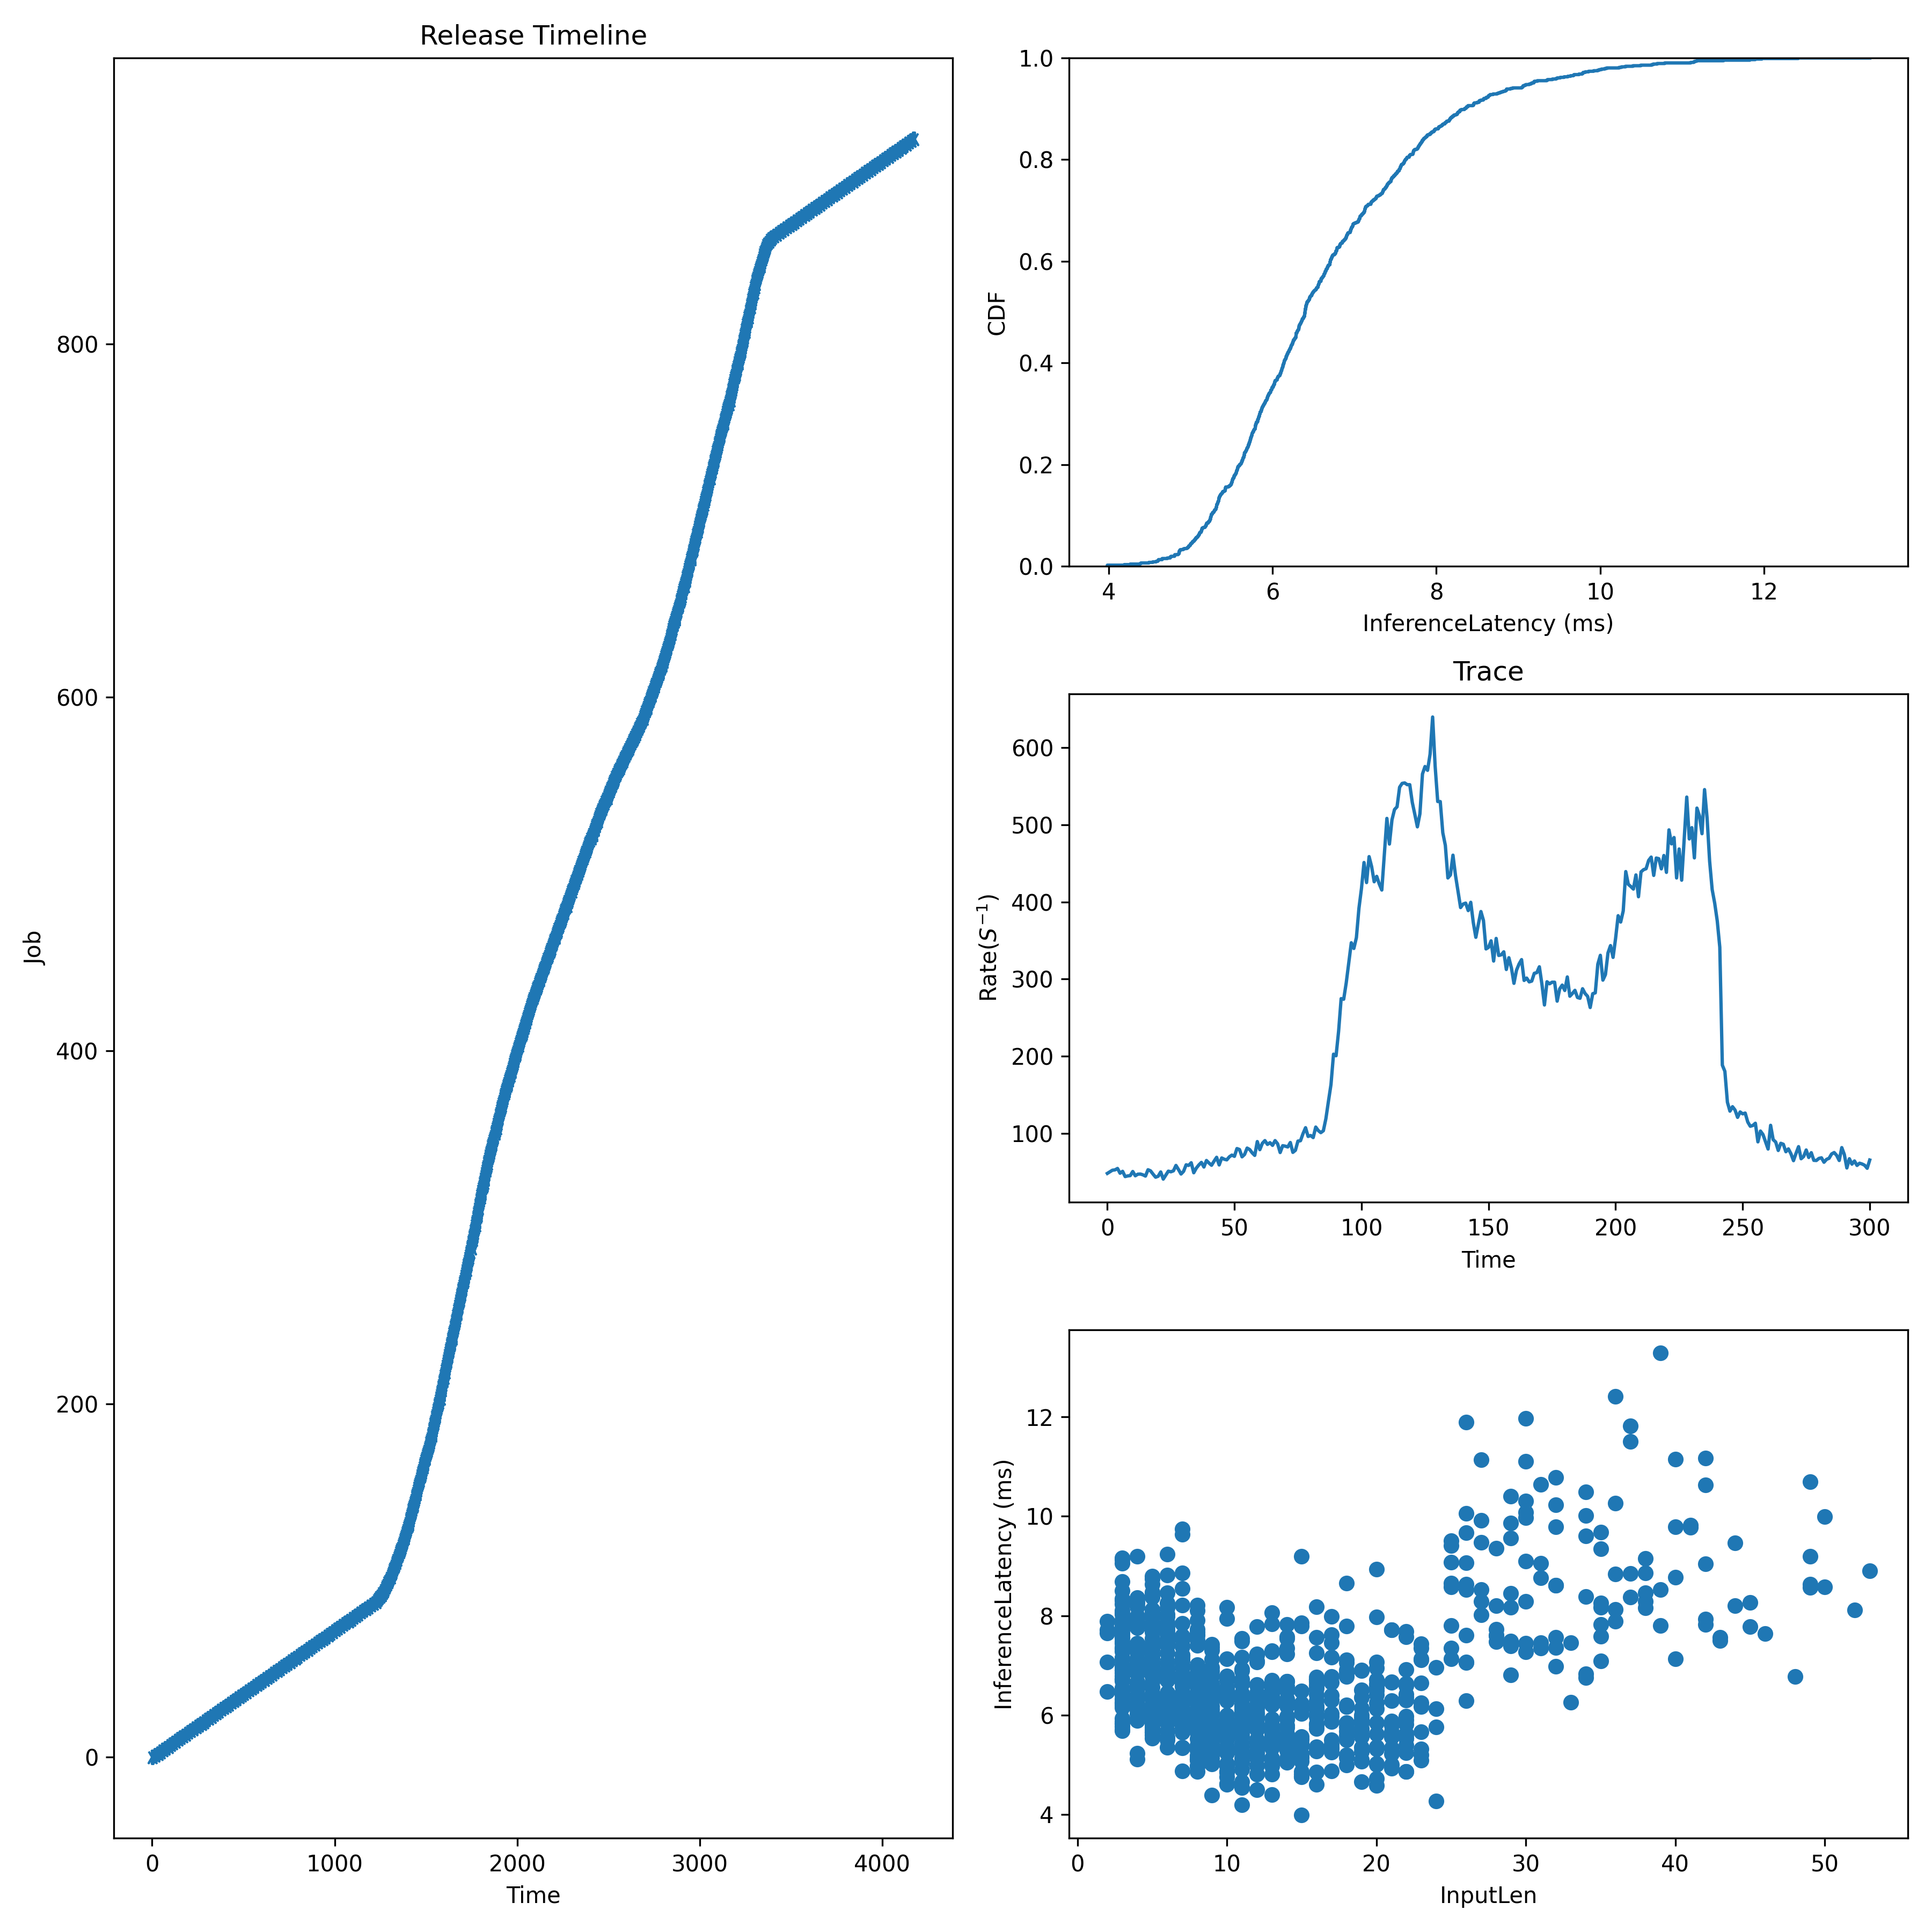 Release Timeline
Job
800
600
400
200
0
0 1000 2000 3000 4000
Time
CDF
1.0
0.8
0.6
0.4
0.2
0.0
4 6 8 10 12
InferenceLatency (ms)
Trace
Rate(S⁻¹)
600
500
400
300
200
100
0 50 100 150 200 250 300
Time
InferenceLatency (ms)
12
10
8
6
4
0 10 20 30 40 50
InputLen